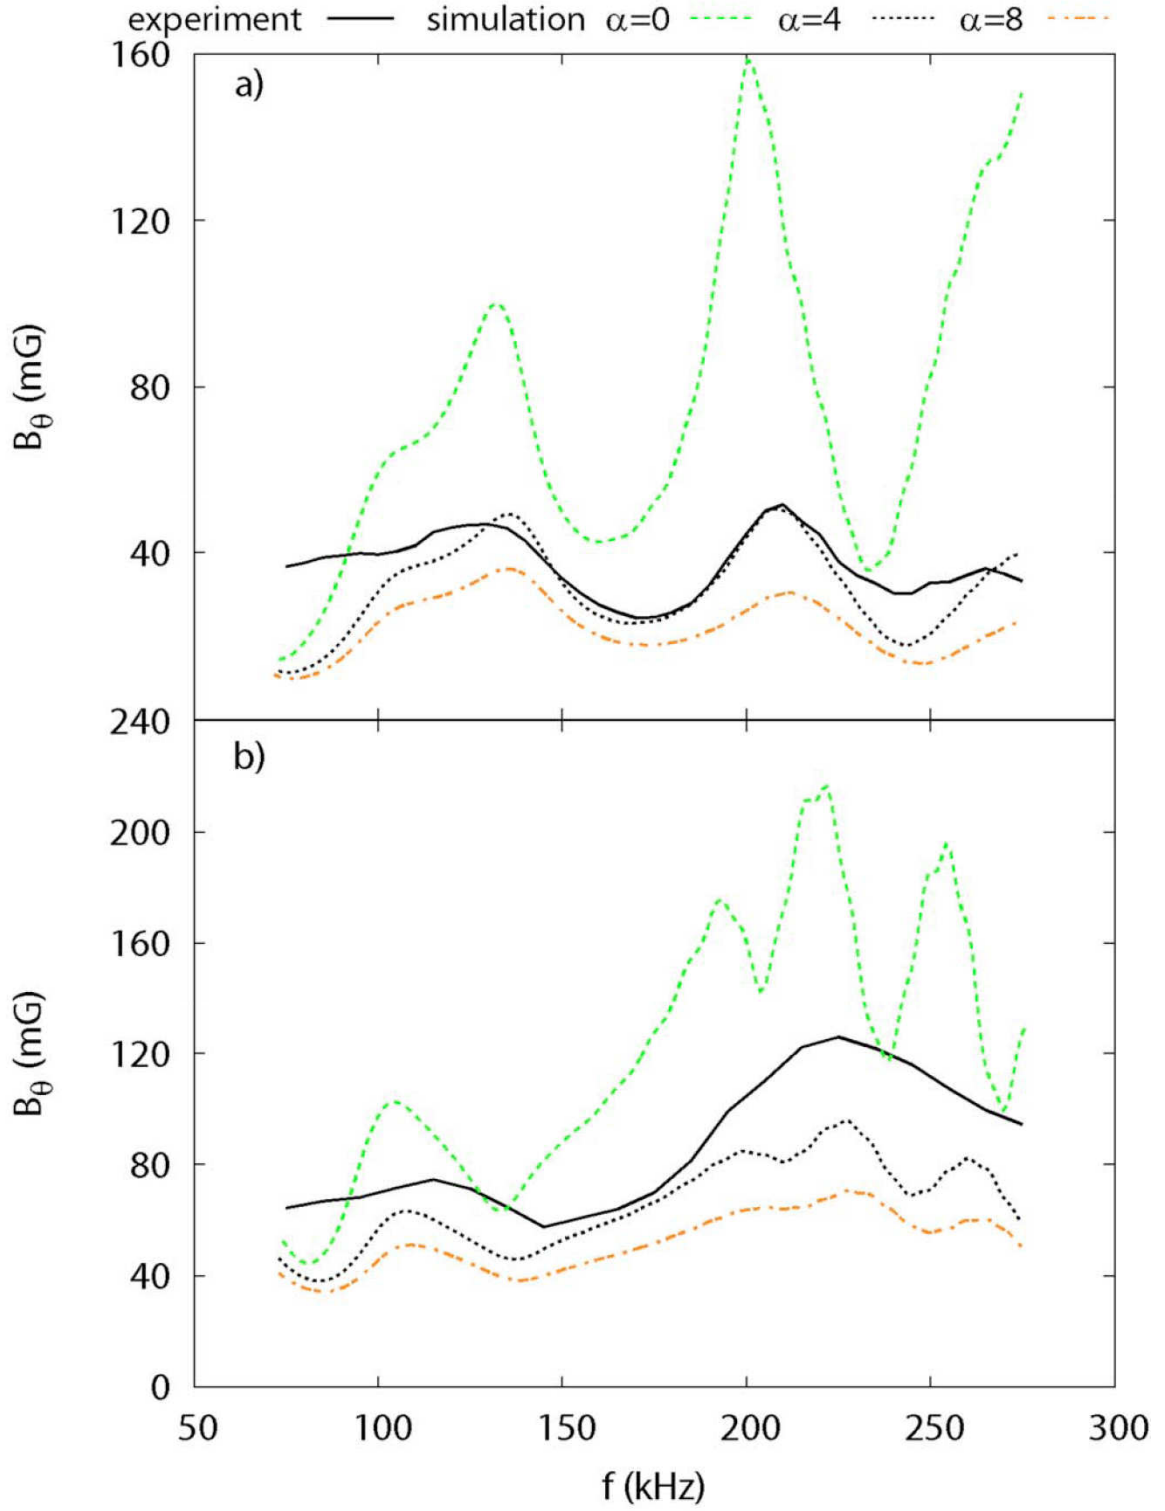 experiment simulation α=0 α=4 α=8
160
a)
120
80
40
B_θ (mG)
240
b)
200
160
120
80
40
0
B_θ (mG)
50 100 150 200 250 300
f (kHz)